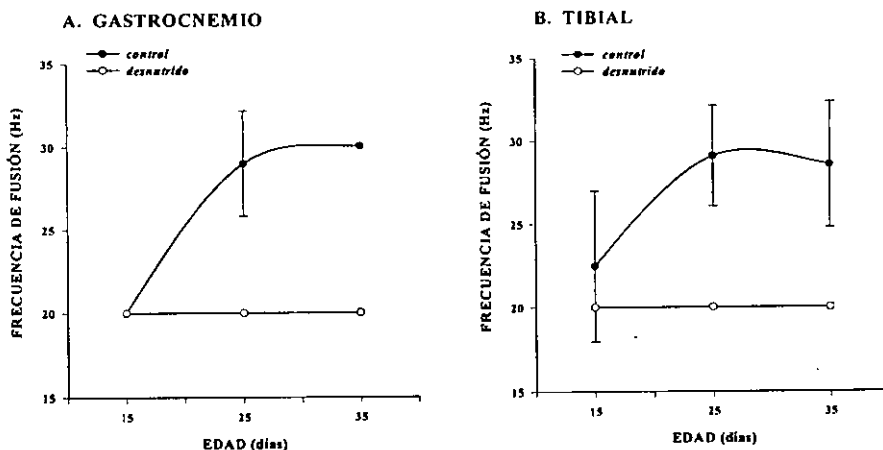 A. GASTROCNEMIO
control
desnutrido
35
30
25
20
15
FRECUENCIA DE FUSIÓN (Hz)
15 25 35
EDAD (días)
B. TIBIAL
control
desnutrido
35
30
25
20
15
FRECUENCIA DE FUSIÓN (Hz)
15 25 35
EDAD (días)